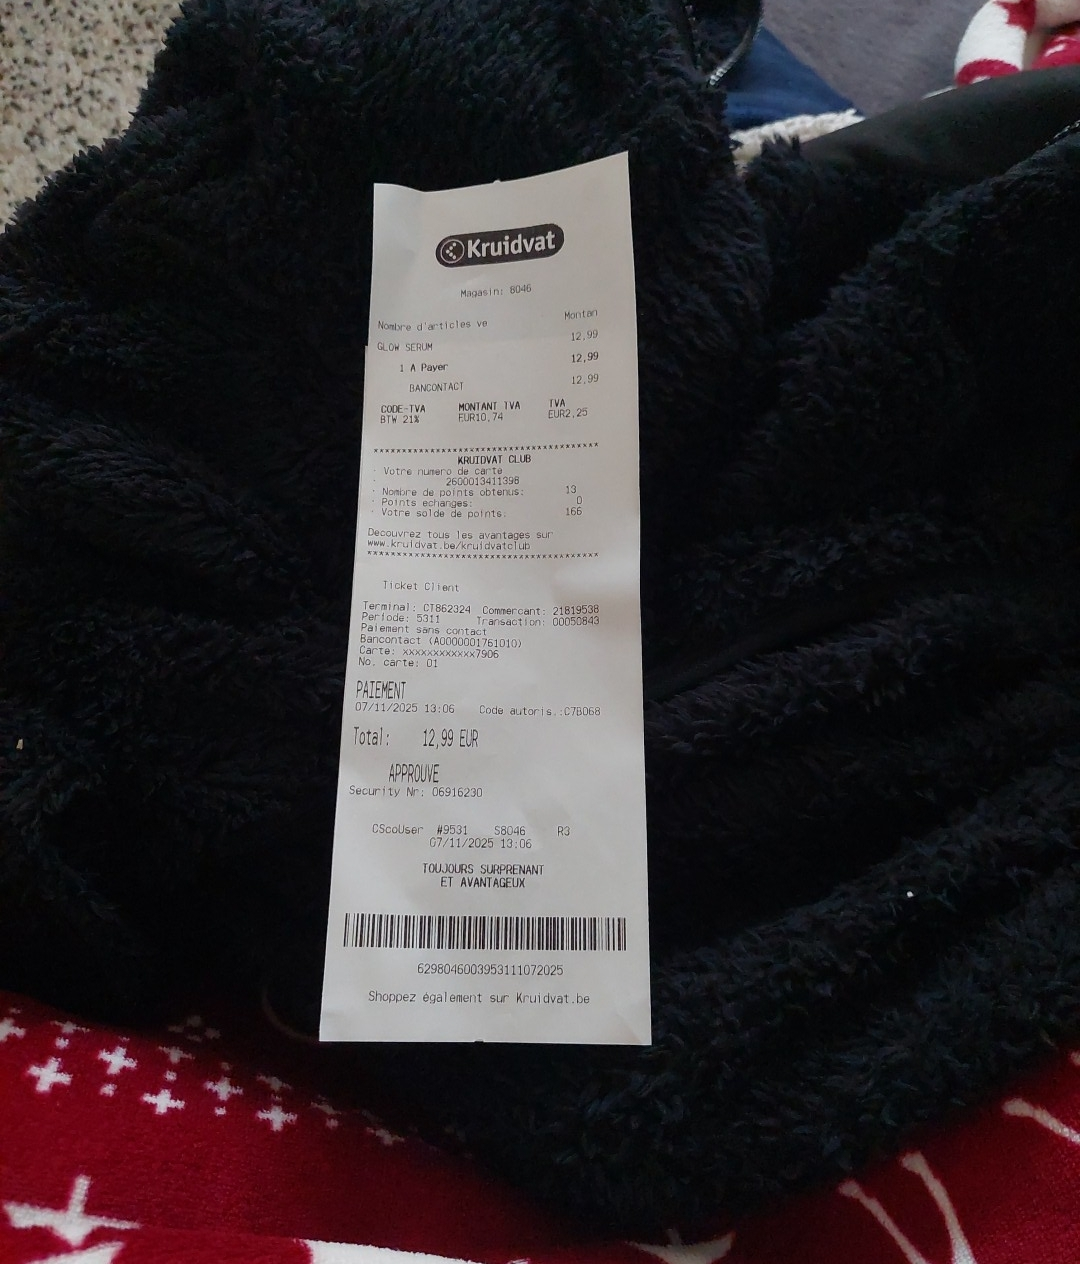 Kruidvat
Magasin: 8046
Nombre d'articles ve Montan
GLOW SERUM 12,99
1 A Payer 12,99
BANCONTACT 12,99
CODE-TVA MONTANT TVA TVA
BTW 21% EUR10,74 EUR2,25
****************************************
KRUIDVAT CLUB
· Votre numero de carte
· 2600013411398
· Nombre de points obtenus: 13
· Points echanges: 0
· Votre solde de points: 166
Decouvrez tous les avantages sur
www.kruidvat.be/kruidvatclub
****************************************
Ticket Client
Terminal: CT862324 Commercant: 21819538
Periode: 5311 Transaction: 00050843
Paiement sans contact
Bancontact (A0000001761010)
Carte: xxxxxxxxxxxx7906
No. carte: 01
PAIEMENT
07/11/2025 13:06 Code autoris.:C7B068
Total: 12,99 EUR
APPROUVE
Security Nr: 06916230
CScoUser #9531 S8046 R3
07/11/2025 13:06
TOUJOURS SURPRENANT
ET AVANTAGEUX
6298046003953111072025
Shoppez également sur Kruidvat.be